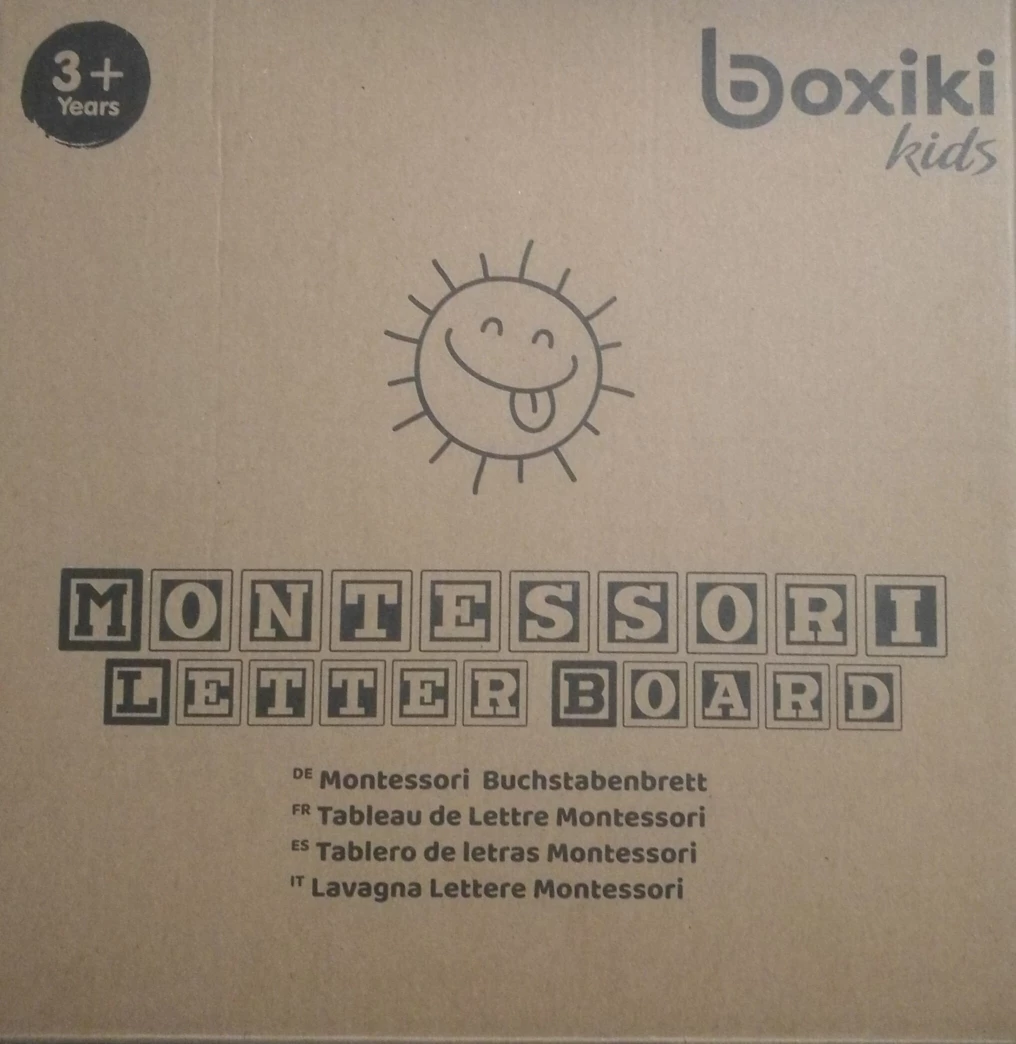 3+
Years
boxiki
kids
MONTESSORI
LETTER BOARD
DE Montessori Buchstabenbrett
FR Tableau de Lettre Montessori
ES Tablero de letras Montessori
IT Lavagna Lettere Montessori